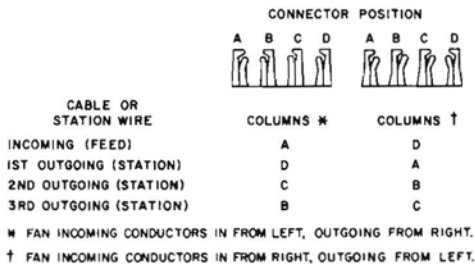 CONNECTOR POSITION
A B C D A B C D
CABLE OR
STATION WIRE COLUMNS * COLUMNS †
INCOMING (FEED) A D
1ST OUTGOING (STATION) D A
2ND OUTGOING (STATION) C B
3RD OUTGOING (STATION) B C
* FAN INCOMING CONDUCTORS IN FROM LEFT, OUTGOING FROM RIGHT.
† FAN INCOMING CONDUCTORS IN FROM RIGHT, OUTGOING FROM LEFT.